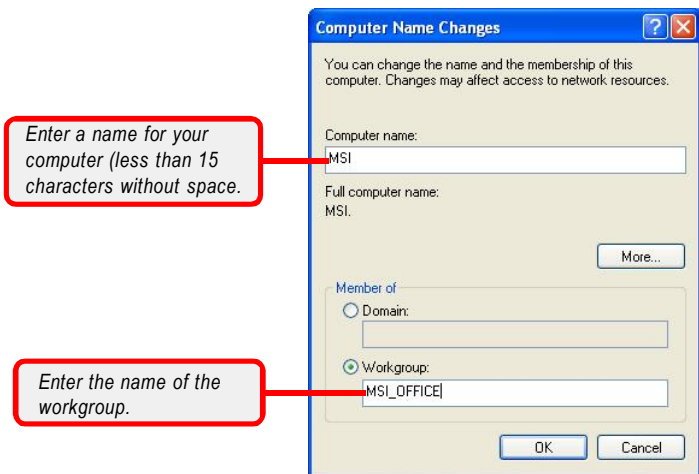 Computer Name Changes
You can change the name and the membership of this
computer. Changes may affect access to network resources.
Enter a name for your
computer (less than 15
characters without space.
Computer name:
MSI
Full computer name:
MSI.
More...
Member of
Domain:
Workgroup:
MSI_OFFICE
Enter the name of the
workgroup.
OK
Cancel